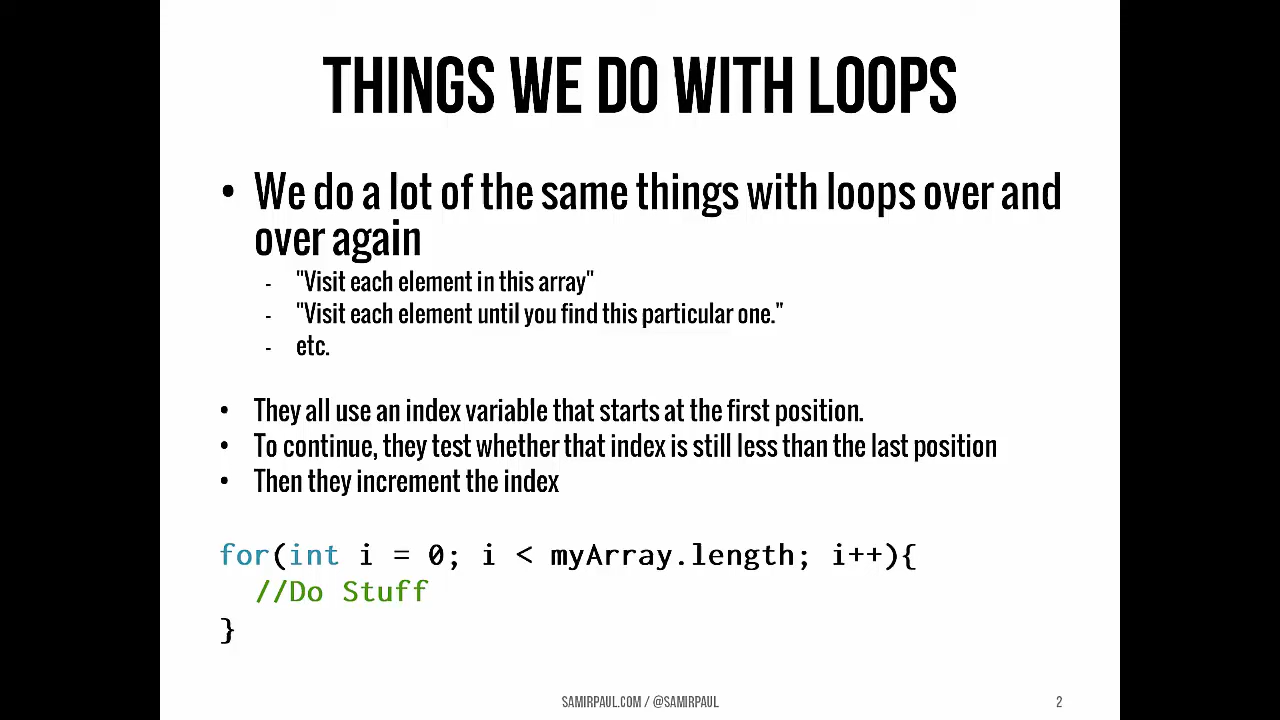 THINGS WE DO WITH LOOPS
• We do a lot of the same things with loops over and
over again
- "Visit each element in this array"
- "Visit each element until you find this particular one."
- etc.
• They all use an index variable that starts at the first position.
• To continue, they test whether that index is still less than the last position
• Then they increment the index
for(int i = 0; i < myArray.length; i++){
  //Do Stuff
}
SAMIRPAUL.COM / @SAMIRPAUL
2